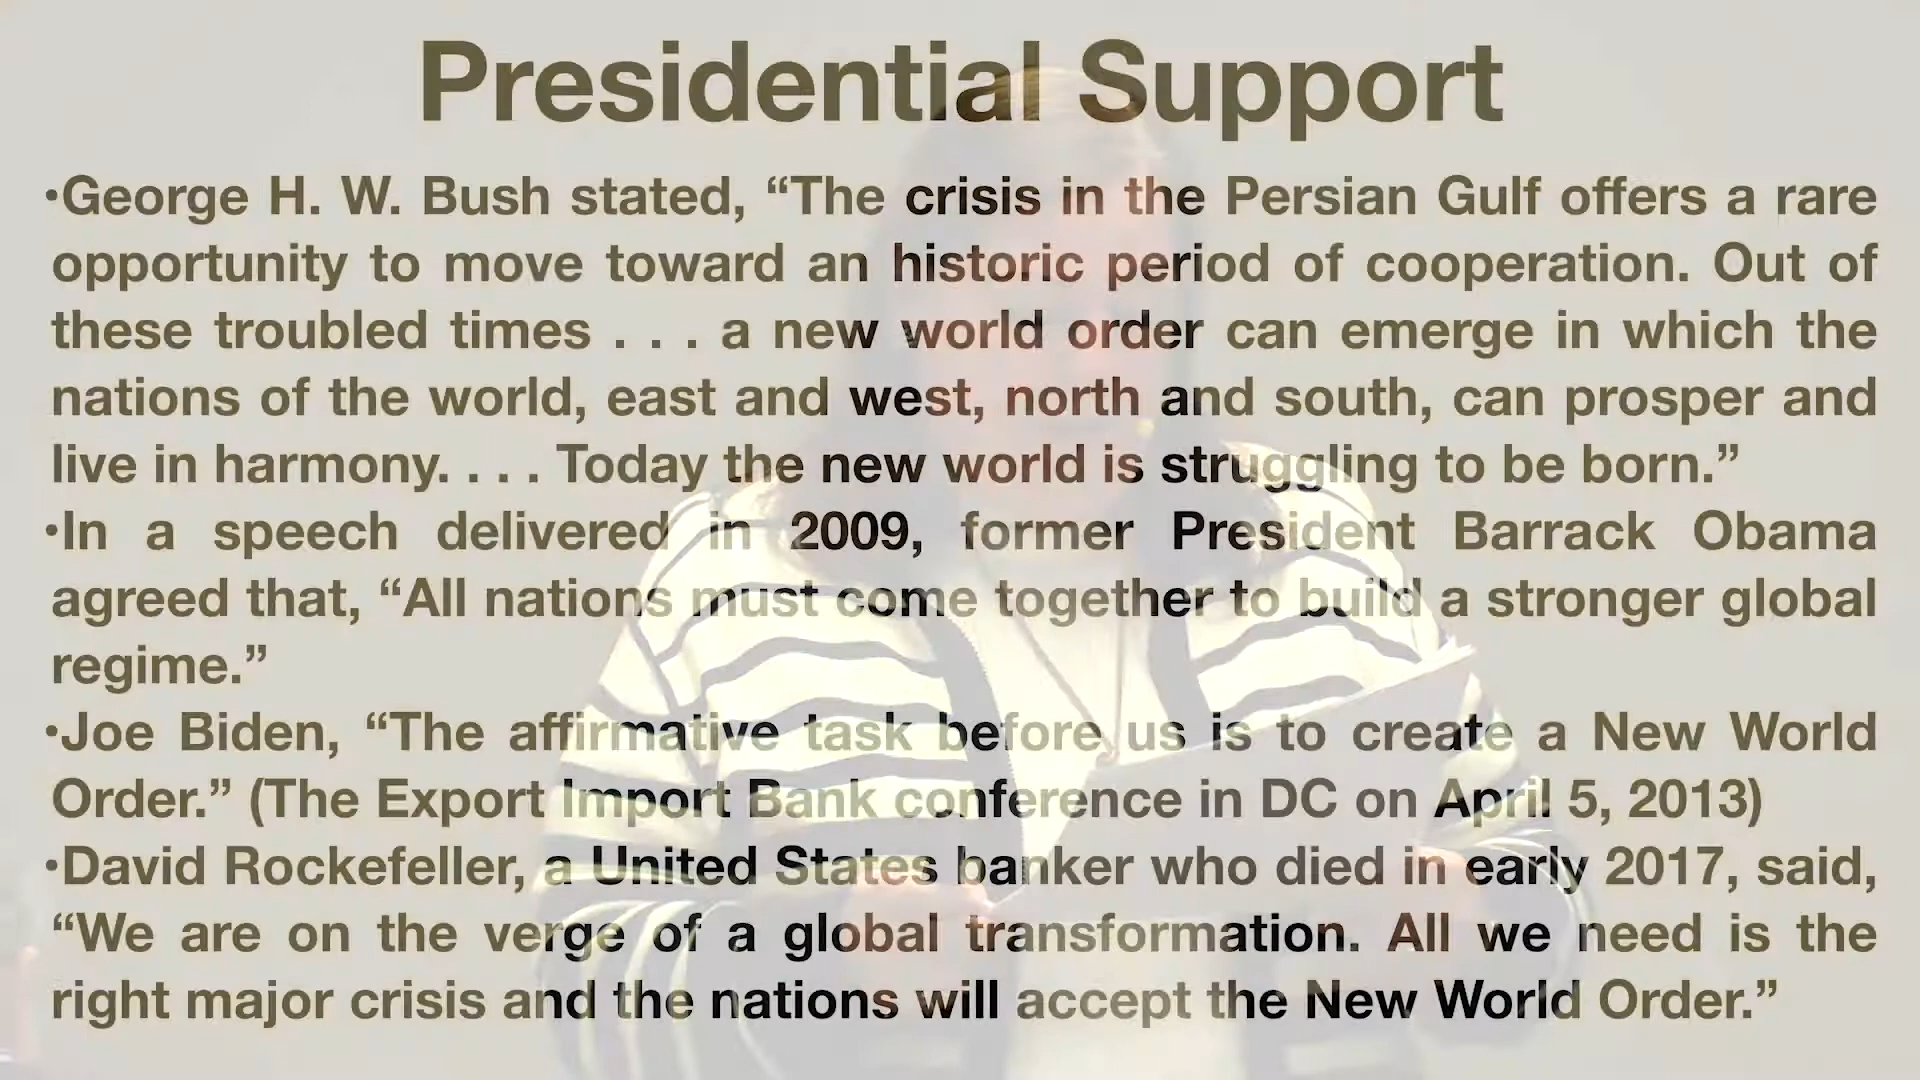 Presidential Support
•George H. W. Bush stated, “The crisis in the Persian Gulf offers a rare
opportunity to move toward an historic period of cooperation. Out of
these troubled times . . . a new world order can emerge in which the
nations of the world, east and west, north and south, can prosper and
live in harmony. . . . Today the new world is struggling to be born.”
•In a speech delivered in 2009, former President Barrack Obama
agreed that, “All nations must come together to build a stronger global
regime.”
•Joe Biden, “The affirmative task before us is to create a New World
Order.” (The Export Import Bank conference in DC on April 5, 2013)
•David Rockefeller, a United States banker who died in early 2017, said,
“We are on the verge of a global transformation. All we need is the
right major crisis and the nations will accept the New World Order.”